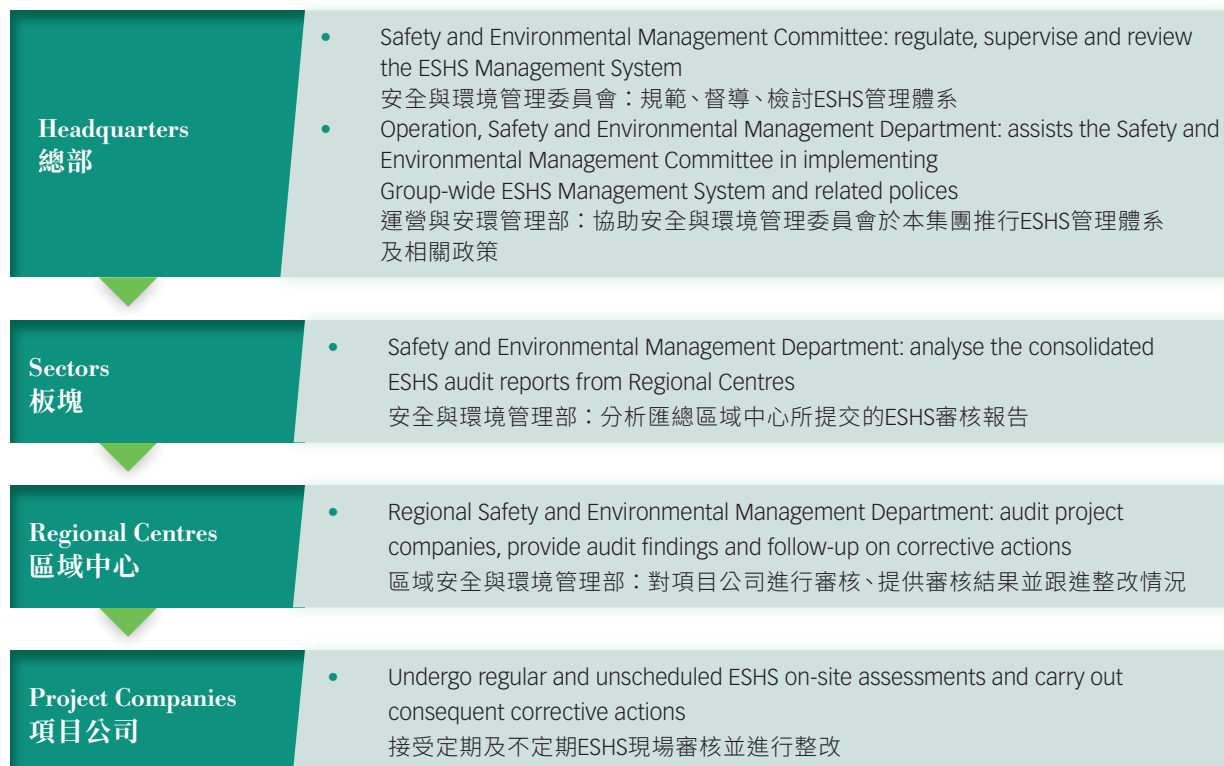 Headquarters
總部
• Safety and Environmental Management Committee: regulate, supervise and review
the ESHS Management System
安全與環境管理委員會：規範、督導、檢討ESHS管理體系
• Operation, Safety and Environmental Management Department: assists the Safety and
Environmental Management Committee in implementing
Group-wide ESHS Management System and related polices
運營與安環管理部：協助安全與環境管理委員會於本集團推行ESHS管理體系
及相關政策
Sectors
板塊
• Safety and Environmental Management Department: analyse the consolidated
ESHS audit reports from Regional Centres
安全與環境管理部：分析匯總區域中心所提交的ESHS審核報告
Regional Centres
區域中心
• Regional Safety and Environmental Management Department: audit project
companies, provide audit findings and follow-up on corrective actions
區域安全與環境管理部：對項目公司進行審核、提供審核結果並跟進整改情況
Project Companies
項目公司
• Undergo regular and unscheduled ESHS on-site assessments and carry out
consequent corrective actions
接受定期及不定期ESHS現場審核並進行整改